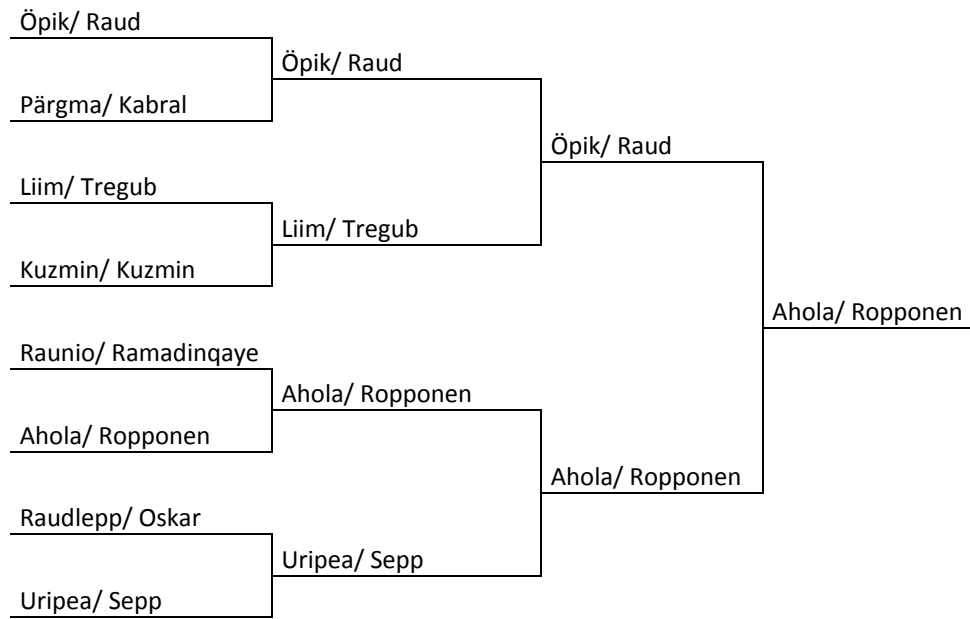 Öpik/ Raud
Öpik/ Raud
Pärgma/ Kabral
Öpik/ Raud
Liim/ Tregub
Liim/ Tregub
Kuzmin/ Kuzmin
Ahola/ Ropponen
Raunio/ Ramadinqaye
Ahola/ Ropponen
Ahola/ Ropponen
Ahola/ Ropponen
Raudlepp/ Oskar
Uripea/ Sepp
Uripea/ Sepp